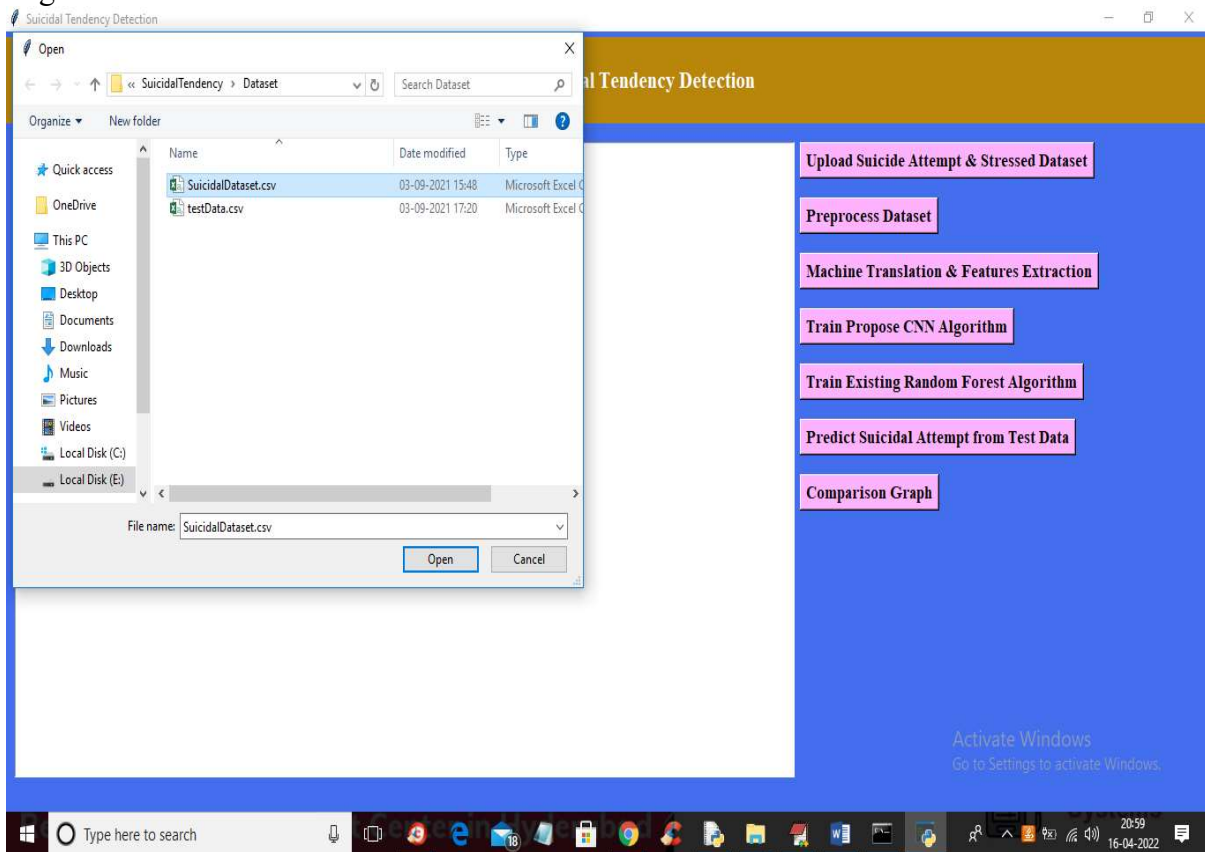 Suicidal Tendency Detection
Open
al Tendency Detection
« SuicidalTendency › Dataset
Search Dataset
Organize
New folder
Name
Date modified
Type
Quick access
SuicidalDataset.csv
03-09-2021 15:48
Microsoft Excel C
OneDrive
testData.csv
03-09-2021 17:20
Microsoft Excel C
This PC
3D Objects
Desktop
Documents
Downloads
Music
Pictures
Videos
Local Disk (C:)
Local Disk (E:)
File name:
SuicidalDataset.csv
Open
Cancel
Upload Suicide Attempt & Stressed Dataset
Preprocess Dataset
Machine Translation & Features Extraction
Train Propose CNN Algorithm
Train Existing Random Forest Algorithm
Predict Suicidal Attempt from Test Data
Comparison Graph
Activate Windows
Go to Settings to activate Windows.
Type here to search
18
20:59
16-04-2022